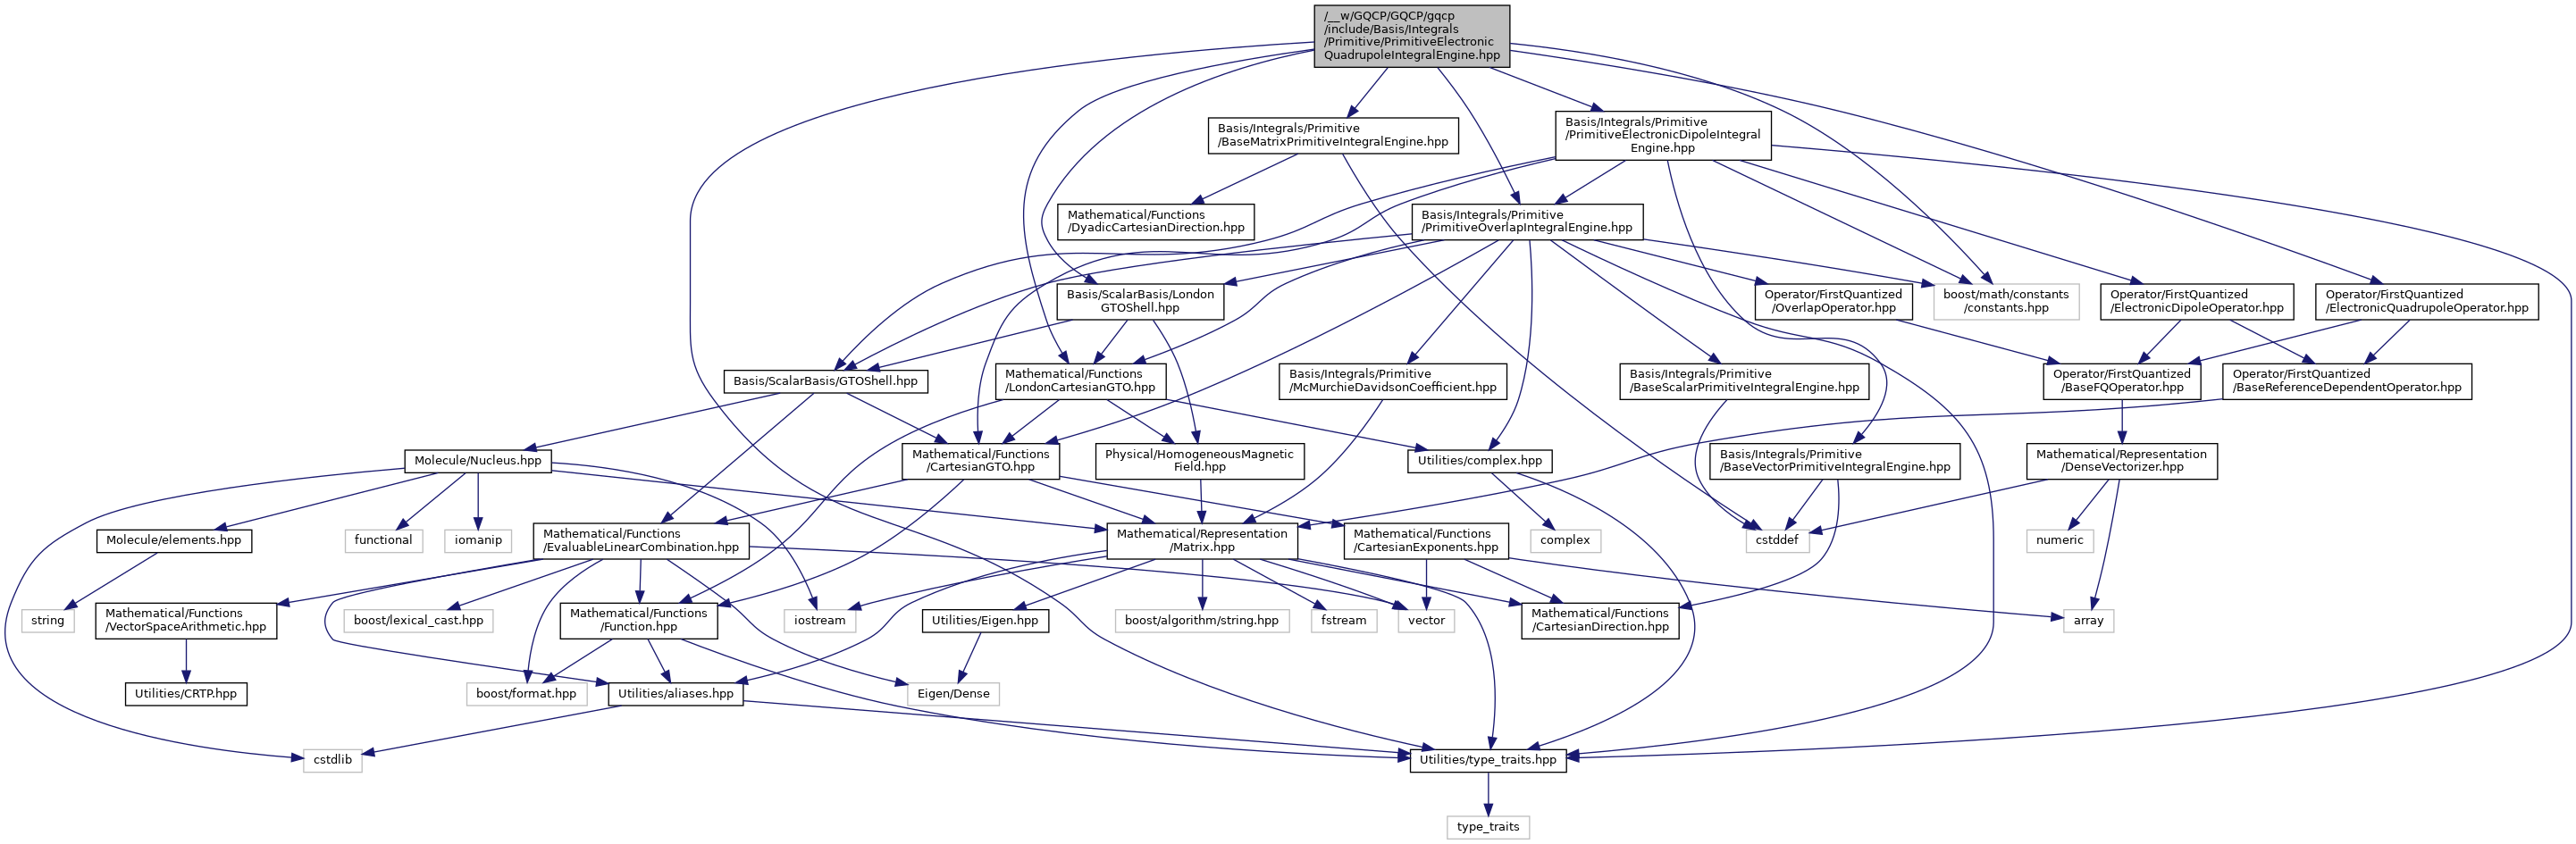 /__w/GQCP/GQCP/gqcp
/include/Basis/Integrals
/Primitive/PrimitiveElectronic
QuadrupoleIntegralEngine.hpp
Basis/Integrals/Primitive
/BaseMatrixPrimitiveIntegralEngine.hpp
Basis/Integrals/Primitive
/PrimitiveElectronicDipoleIntegral
Engine.hpp
Mathematical/Functions
/DyadicCartesianDirection.hpp
Basis/Integrals/Primitive
/PrimitiveOverlapIntegralEngine.hpp
Basis/ScalarBasis/London
GTOShell.hpp
Operator/FirstQuantized
/OverlapOperator.hpp
boost/math/constants
/constants.hpp
Operator/FirstQuantized
/ElectronicDipoleOperator.hpp
Operator/FirstQuantized
/ElectronicQuadrupoleOperator.hpp
Basis/ScalarBasis/GTOShell.hpp
Mathematical/Functions
/LondonCartesianGTO.hpp
Basis/Integrals/Primitive
/McMurchieDavidsonCoefficient.hpp
Basis/Integrals/Primitive
/BaseScalarPrimitiveIntegralEngine.hpp
Operator/FirstQuantized
/BaseFQOperator.hpp
Operator/FirstQuantized
/BaseReferenceDependentOperator.hpp
Molecule/Nucleus.hpp
Mathematical/Functions
/CartesianGTO.hpp
Physical/HomogeneousMagnetic
Field.hpp
Utilities/complex.hpp
Basis/Integrals/Primitive
/BaseVectorPrimitiveIntegralEngine.hpp
Mathematical/Representation
/DenseVectorizer.hpp
Molecule/elements.hpp
functional
iomanip
Mathematical/Functions
/EvaluableLinearCombination.hpp
Mathematical/Representation
/Matrix.hpp
Mathematical/Functions
/CartesianExponents.hpp
complex
cstddef
numeric
string
Mathematical/Functions
/VectorSpaceArithmetic.hpp
boost/lexical_cast.hpp
Mathematical/Functions
/Function.hpp
iostream
Utilities/Eigen.hpp
boost/algorithm/string.hpp
fstream
vector
Mathematical/Functions
/CartesianDirection.hpp
array
Utilities/CRTP.hpp
boost/format.hpp
Utilities/aliases.hpp
Eigen/Dense
cstdlib
Utilities/type_traits.hpp
type_traits